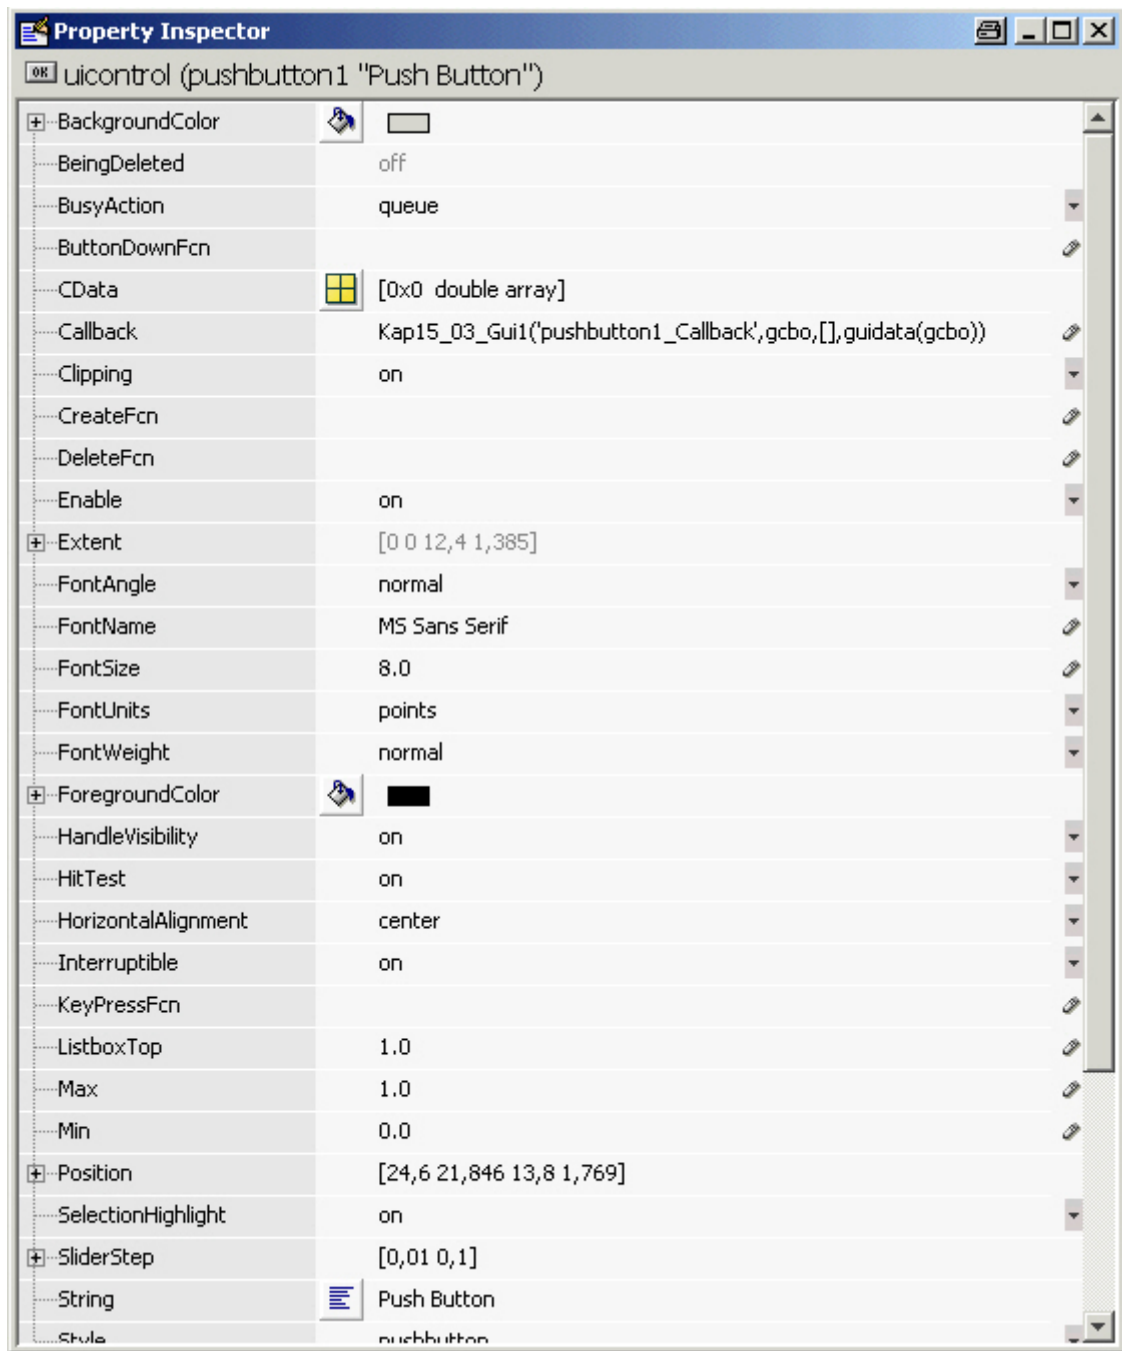 Property Inspector
OK uicontrol (pushbutton1 "Push Button")
BackgroundColor
BeingDeleted off
BusyAction queue
ButtonDownFcn
CData [0x0 double array]
Callback Kap15_03_Gui1('pushbutton1_Callback',gcbo,[],guidata(gcbo))
Clipping on
CreateFcn
DeleteFcn
Enable on
Extent [0 0 12,4 1,385]
FontAngle normal
FontName MS Sans Serif
FontSize 8.0
FontUnits points
FontWeight normal
ForegroundColor
HandleVisibility on
HitTest on
HorizontalAlignment center
Interruptible on
KeyPressFcn
ListboxTop 1.0
Max 1.0
Min 0.0
Position [24,6 21,846 13,8 1,769]
SelectionHighlight on
SliderStep [0,01 0,1]
String Push Button
Style pushbutton